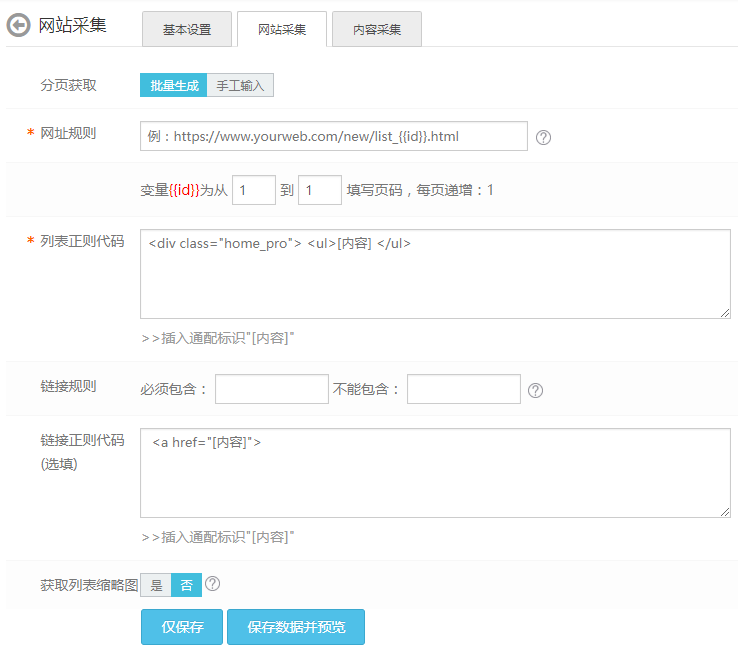 网站采集 基本设置 网站采集 内容采集
分页获取 批量生成 手工输入
* 网址规则 例：https://www.yourweb.com/new/list_{{id}}.html ?
变量{{id}}为从 1 到 1 填写页码，每页递增：1
* 列表正则代码 <div class="home_pro"> <ul>[内容] </ul>
>>插入通配标识"[内容]"
链接规则 必须包含： 不能包含： ?
链接正则代码 <a href="[内容]">
(选填)
>>插入通配标识"[内容]"
获取列表缩略图 是 否 ?
仅保存 保存数据并预览